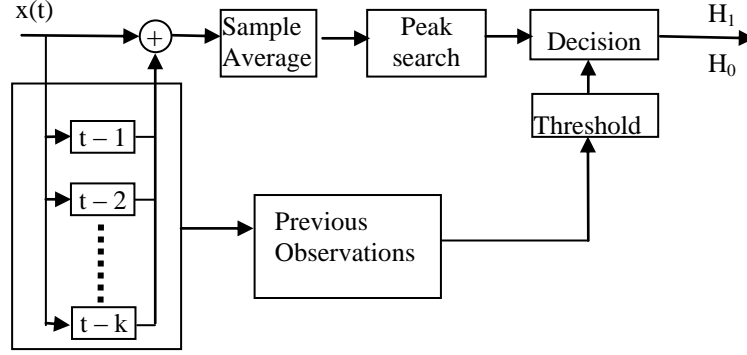 x(t)
+
Sample
Average
Peak
search
Decision
H₁
H₀
Threshold
t – 1
t – 2
t – k
Previous
Observations